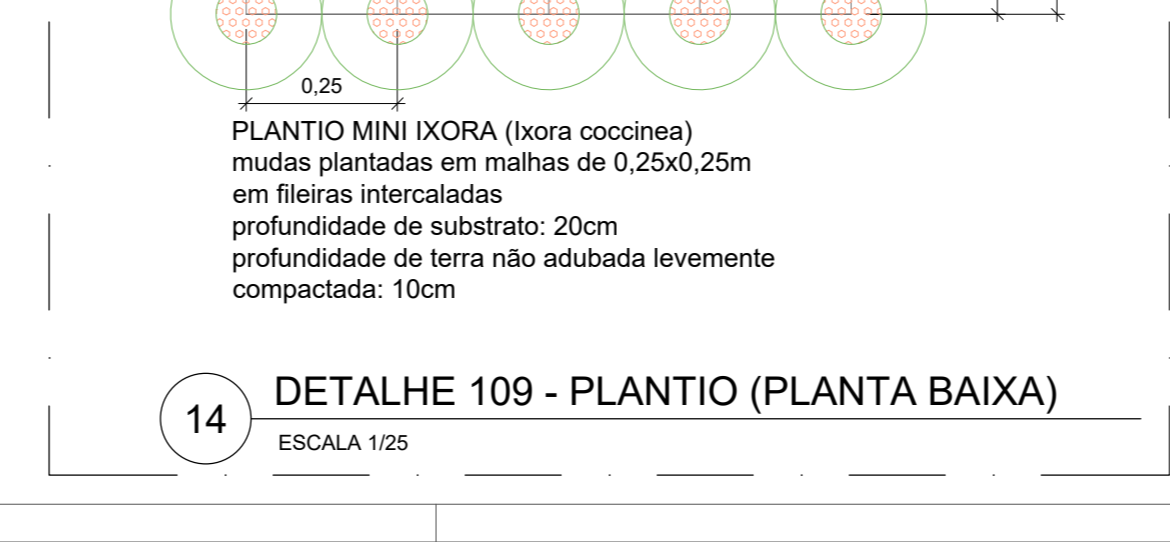 0,25
PLANTIO MINI IXORA (Ixora coccinea)
mudas plantadas em malhas de 0,25x0,25m
em fileiras intercaladas
profundidade de substrato: 20cm
profundidade de terra não adubada levemente
compactada: 10cm
14
DETALHE 109 - PLANTIO (PLANTA BAIXA)
ESCALA 1/25